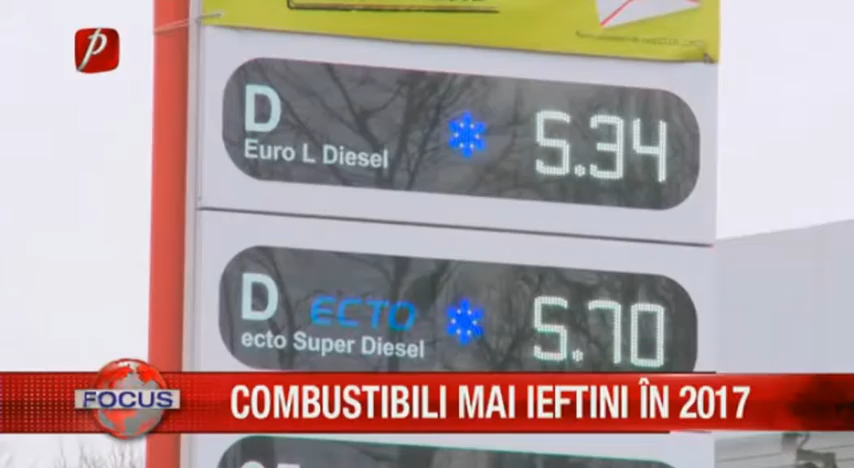 p
D
Euro L Diesel
5.34
D ECTO
ecto Super Diesel
5.70
FOCUS
COMBUSTIBILI MAI IEFTINI ÎN 2017